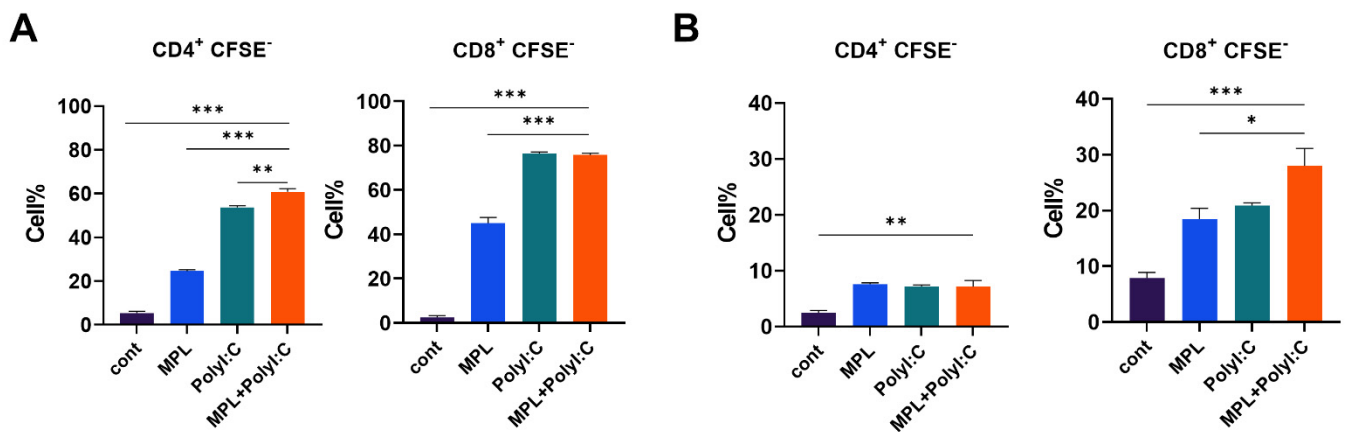 A
CD4⁺ CFSE⁻
Cell%
100
80
60
40
20
0
***
***
**
cont
MPL
PolyI:C
MPL+PolyI:C
CD8⁺ CFSE⁻
Cell%
100
80
60
40
20
0
***
***
cont
MPL
PolyI:C
MPL+PolyI:C
B
CD4⁺ CFSE⁻
Cell%
40
30
20
10
0
**
cont
MPL
PolyI:C
MPL+PolyI:C
CD8⁺ CFSE⁻
Cell%
40
30
20
10
0
***
*
cont
MPL
PolyI:C
MPL+PolyI:C